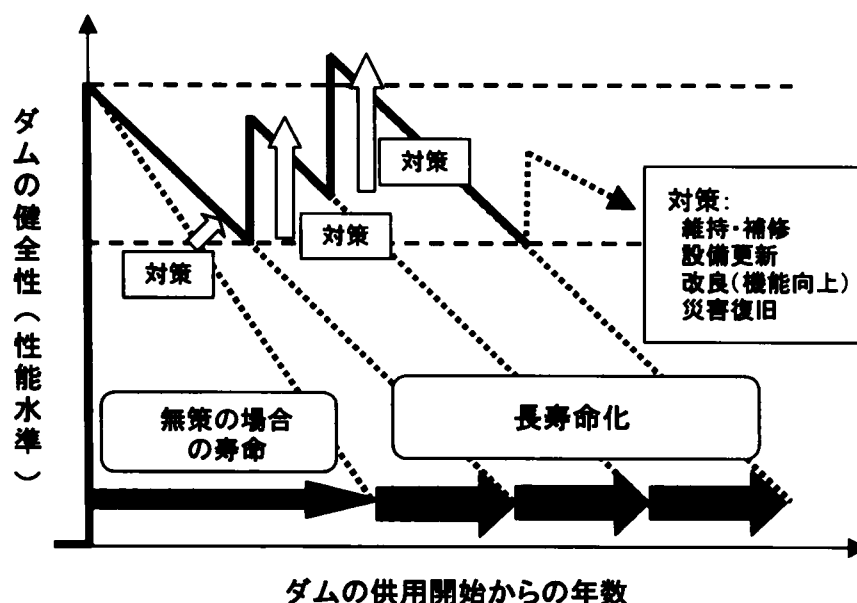 ダムの健全性(性能水準)
対策
対策
対策
対策:
維持・補修
設備更新
改良(機能向上)
災害復旧
無策の場合
の寿命
長寿命化
ダムの供用開始からの年数